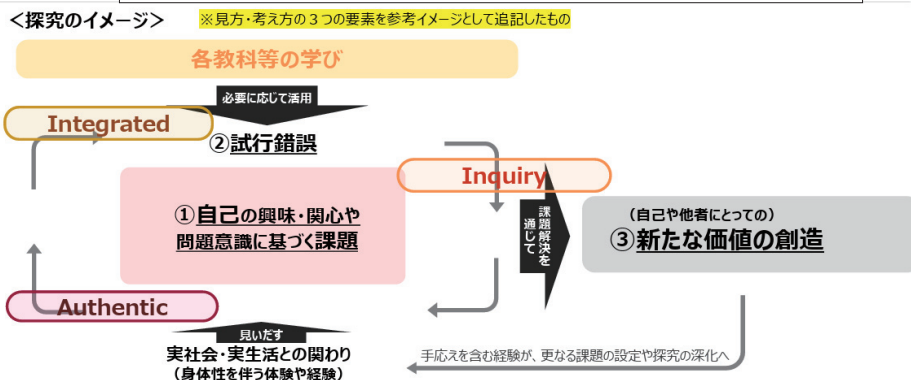 ＜探究のイメージ＞
※見方・考え方の３つの要素を参考イメージとして追記したもの
各教科等の学び
必要に応じて活用
Integrated
②試行錯誤
Inquiry
①自己の興味・関心や
問題意識に基づく課題
課題解決を
通じて
（自己や他者にとっての）
③新たな価値の創造
Authentic
見いだす
実社会・実生活との関わり
（身体性を伴う体験や経験）
手応えを含む経験が、更なる課題の設定や探究の深化へ